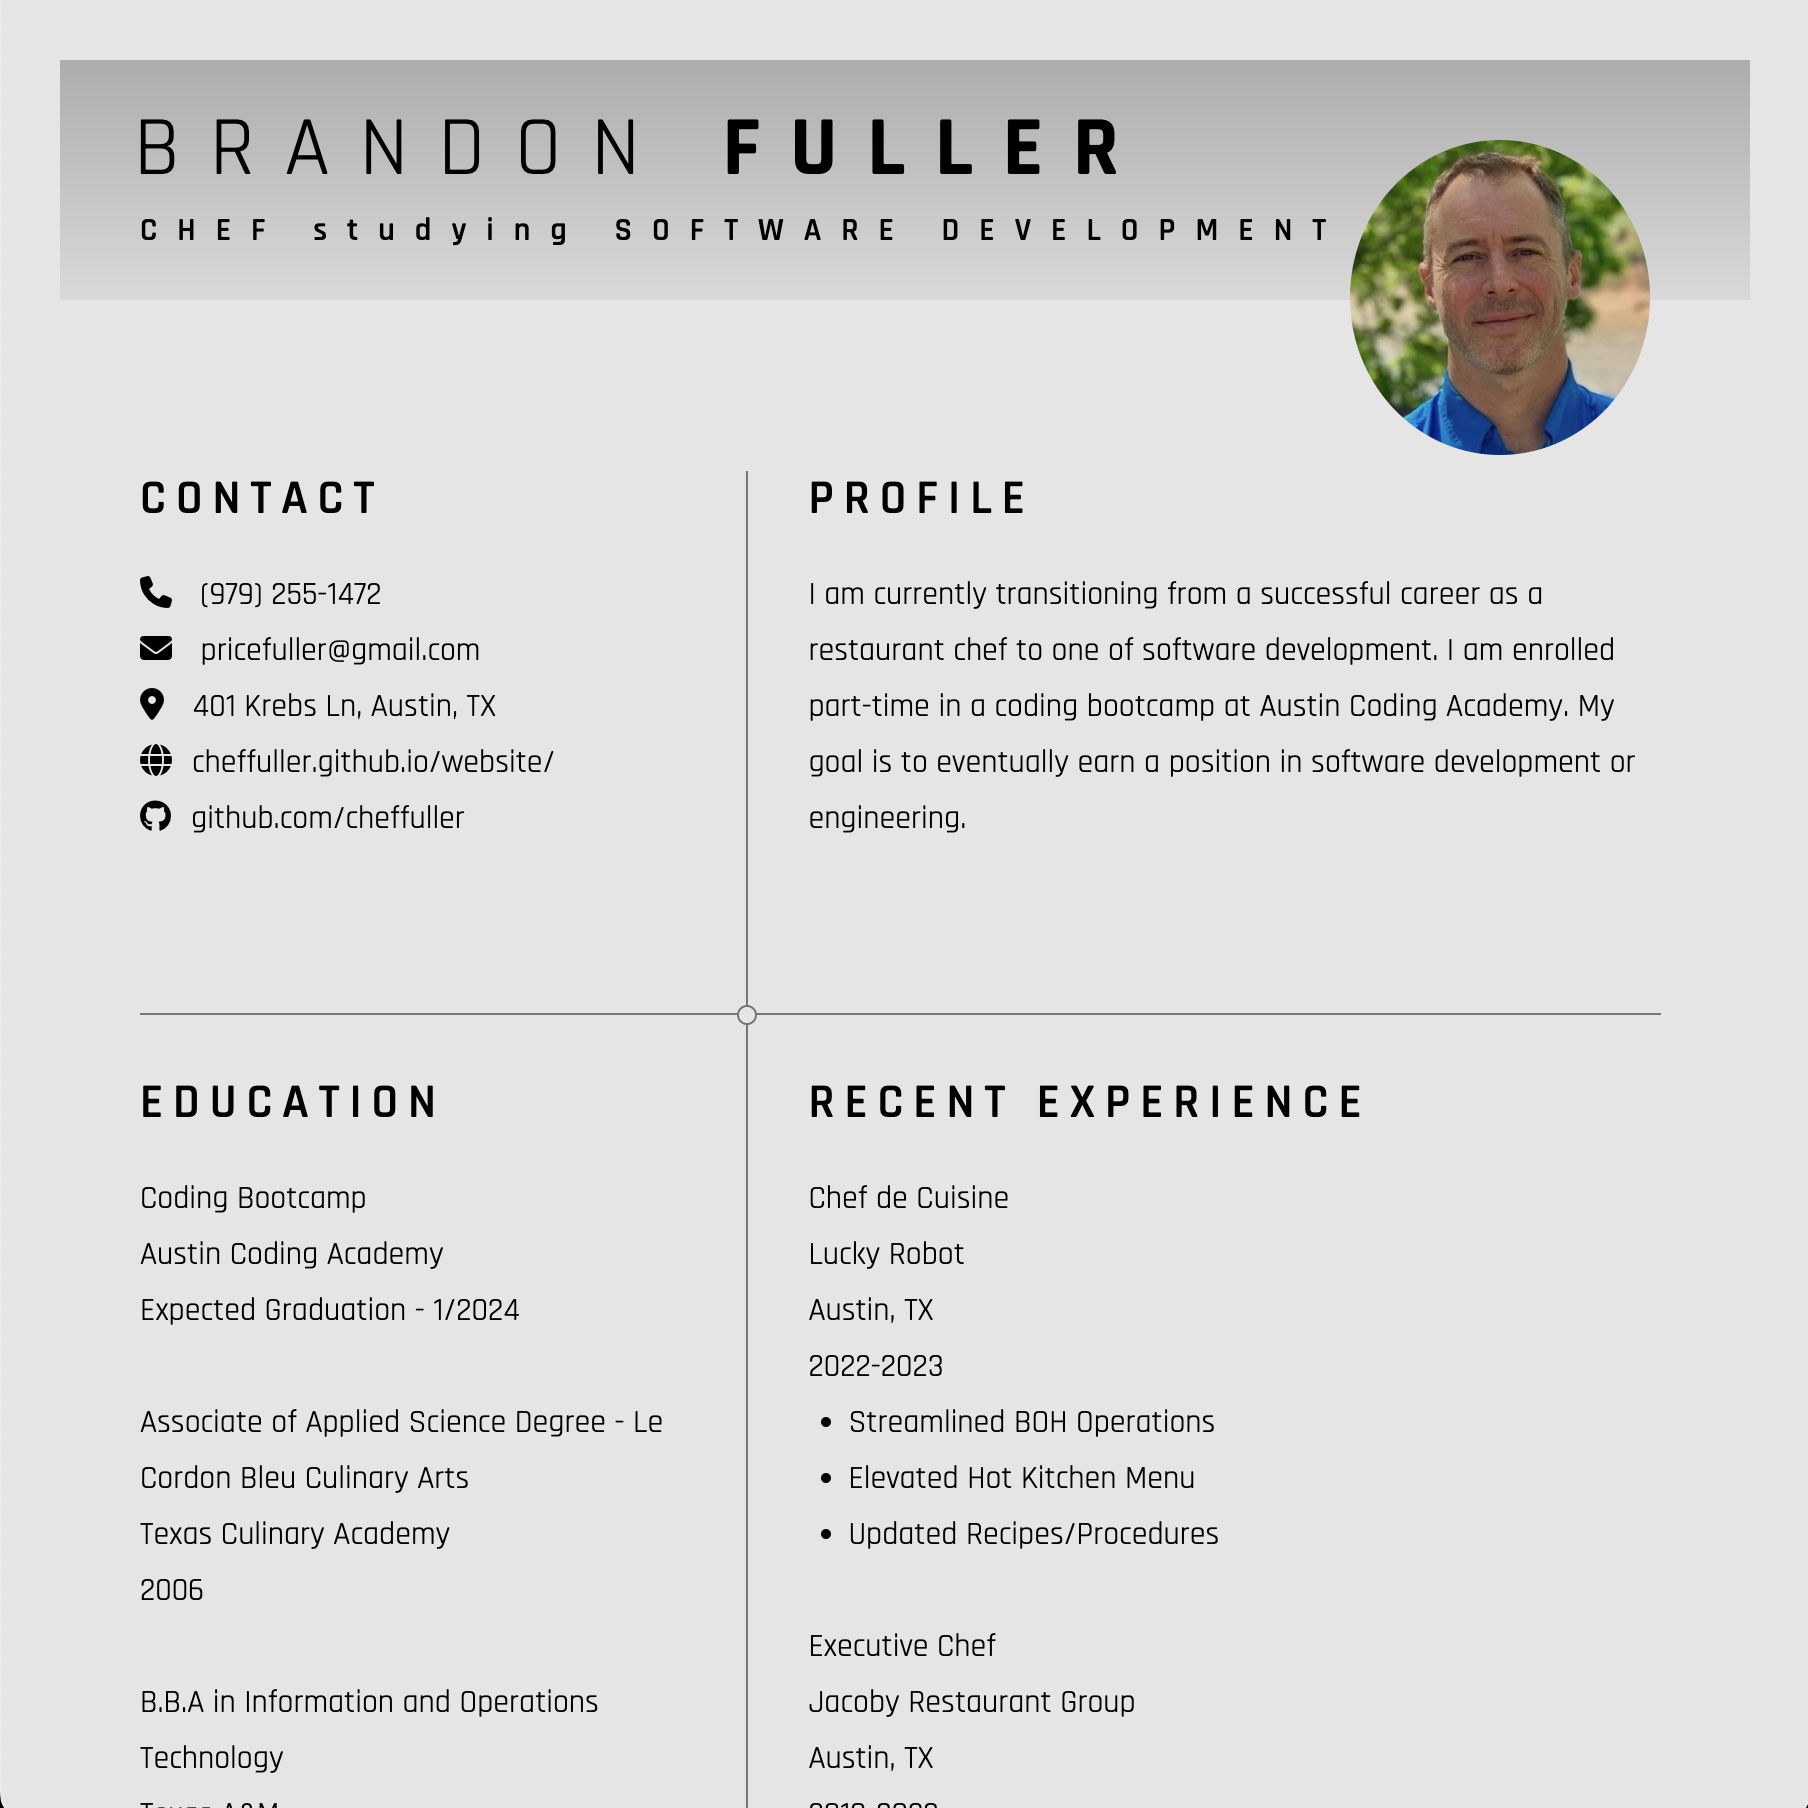 BRANDON FULLER
CHEF studying SOFTWARE DEVELOPMENT
CONTACT
(979) 255-1472
pricefuller@gmail.com
401 Krebs Ln, Austin, TX
cheffuller.github.io/website/
github.com/cheffuller
PROFILE
I am currently transitioning from a successful career as a
restaurant chef to one of software development. I am enrolled
part-time in a coding bootcamp at Austin Coding Academy. My
goal is to eventually earn a position in software development or
engineering.
EDUCATION
Coding Bootcamp
Austin Coding Academy
Expected Graduation - 1/2024
Associate of Applied Science Degree - Le
Cordon Bleu Culinary Arts
Texas Culinary Academy
2006
B.B.A in Information and Operations
Technology
Texas A&M
RECENT EXPERIENCE
Chef de Cuisine
Lucky Robot
Austin, TX
2022-2023
• Streamlined BOH Operations
• Elevated Hot Kitchen Menu
• Updated Recipes/Procedures
Executive Chef
Jacoby Restaurant Group
Austin, TX